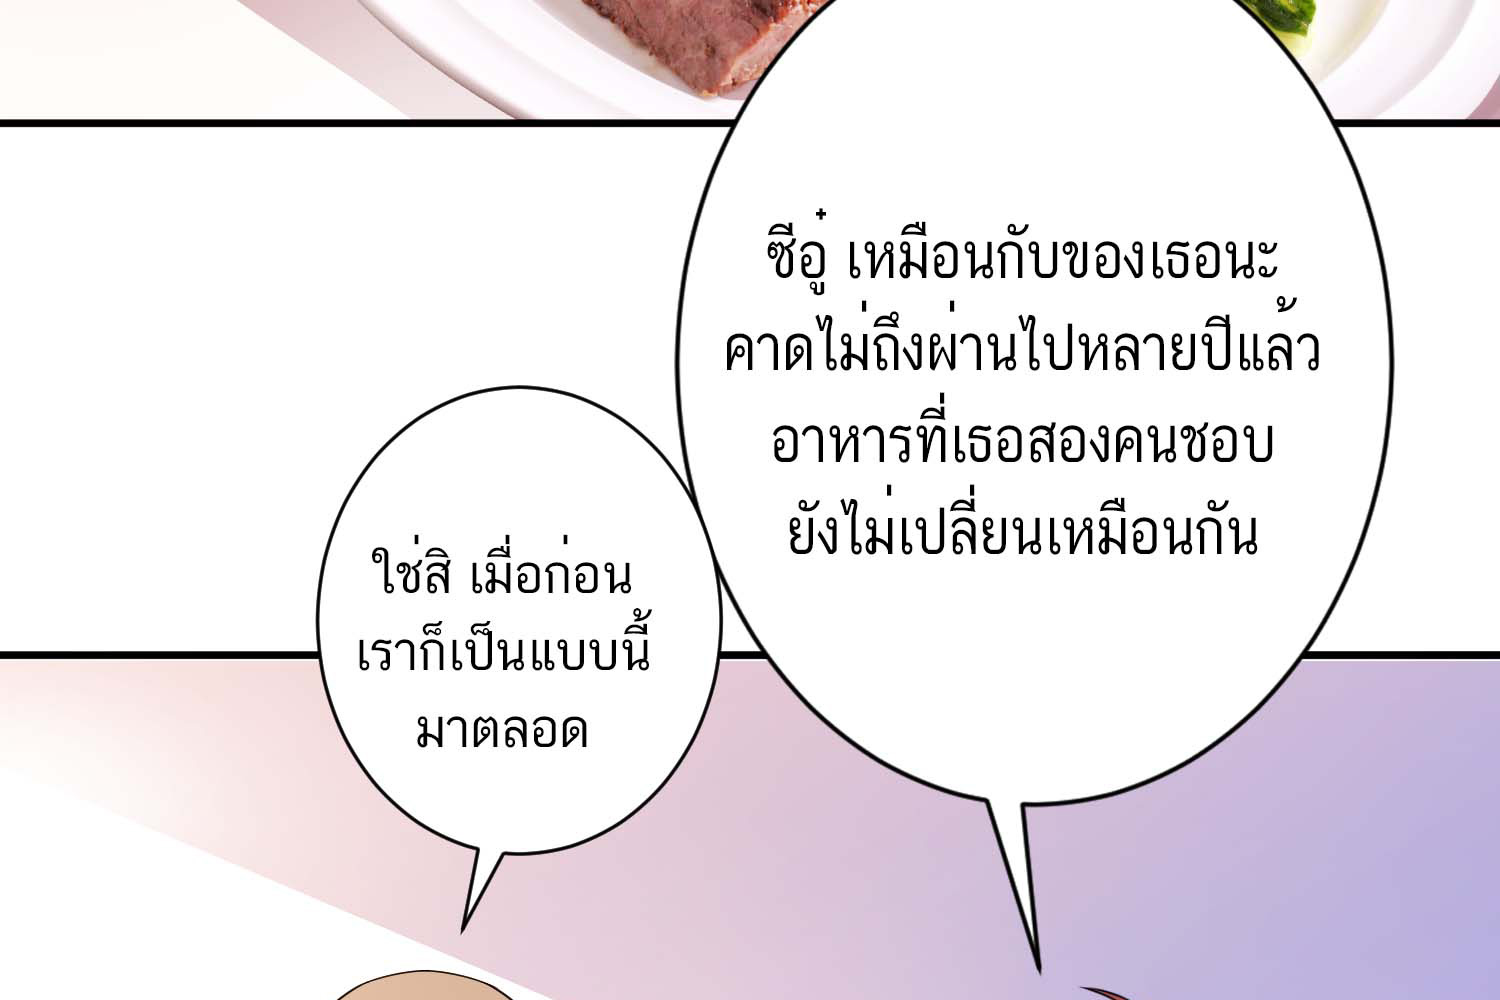 ซีอู๋ เหมือนกับของเธอนะ
คาดไม่ถึงผ่านไปหลายปีแล้ว
อาหารที่เธอสองคนชอบ
ยังไม่เปลี่ยนเหมือนกัน
ใช่สิ เมื่อก่อน
เราก็เป็นแบบนี้
มาตลอด